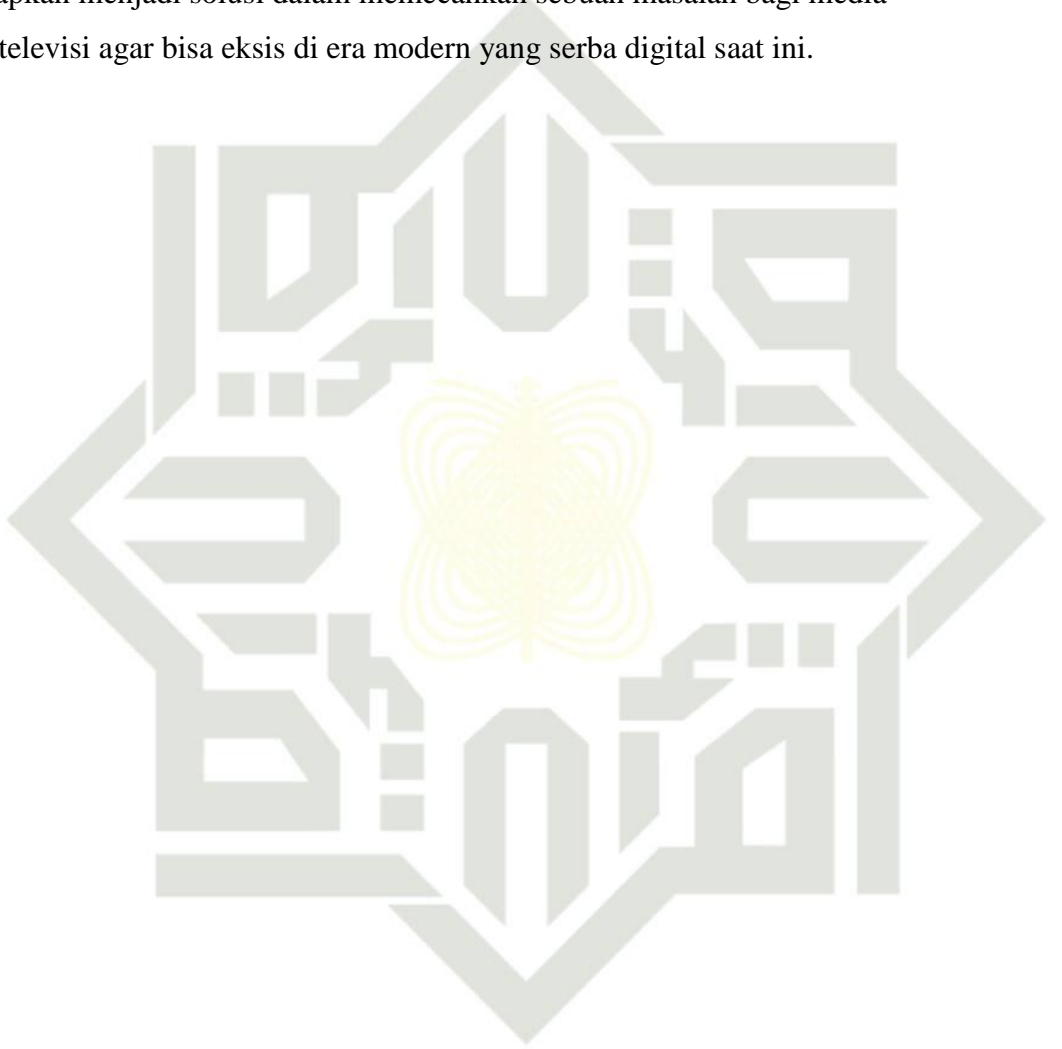 menjadi solusi dalam memecahkan sebuah masalah bagi media
televisi agar bisa eksis di era modern yang serba digital saat ini.